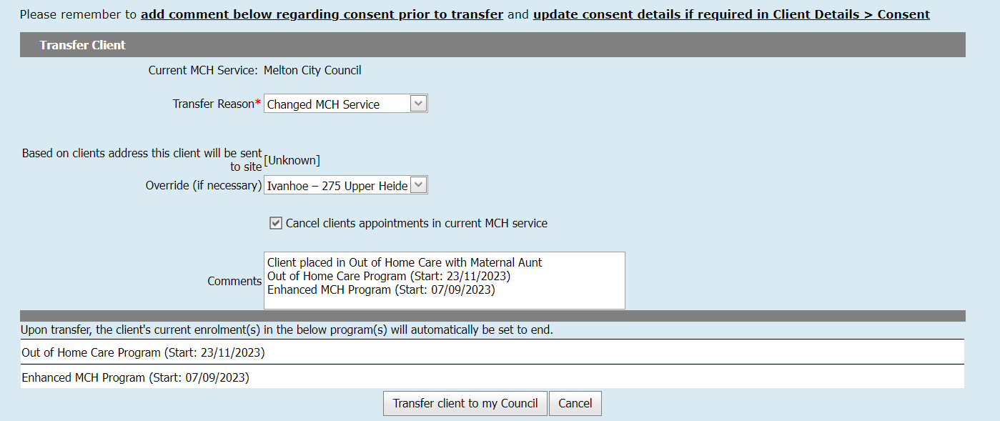 Please remember to add comment below regarding consent prior to transfer and update consent details if required in Client Details > Consent
Transfer Client
Current MCH Service: Melton City Council
Transfer Reason* Changed MCH Service
Based on clients address this client will be sent
to site [Unknown]
Override (if necessary) Ivanhoe – 275 Upper Heide
Cancel clients appointments in current MCH service
Comments
Client placed in Out of Home Care with Maternal Aunt
Out of Home Care Program (Start: 23/11/2023)
Enhanced MCH Program (Start: 07/09/2023)
Upon transfer, the client's current enrolment(s) in the below program(s) will automatically be set to end.
Out of Home Care Program (Start: 23/11/2023)
Enhanced MCH Program (Start: 07/09/2023)
Transfer client to my Council Cancel